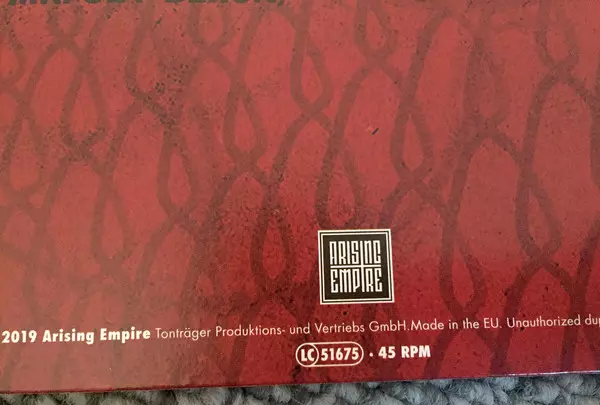 ARISING
EMPIRE
2019 Arising Empire Tonträger Produktions- und Vertriebs GmbH. Made in the EU. Unauthorized dup
LC 51675 · 45 RPM